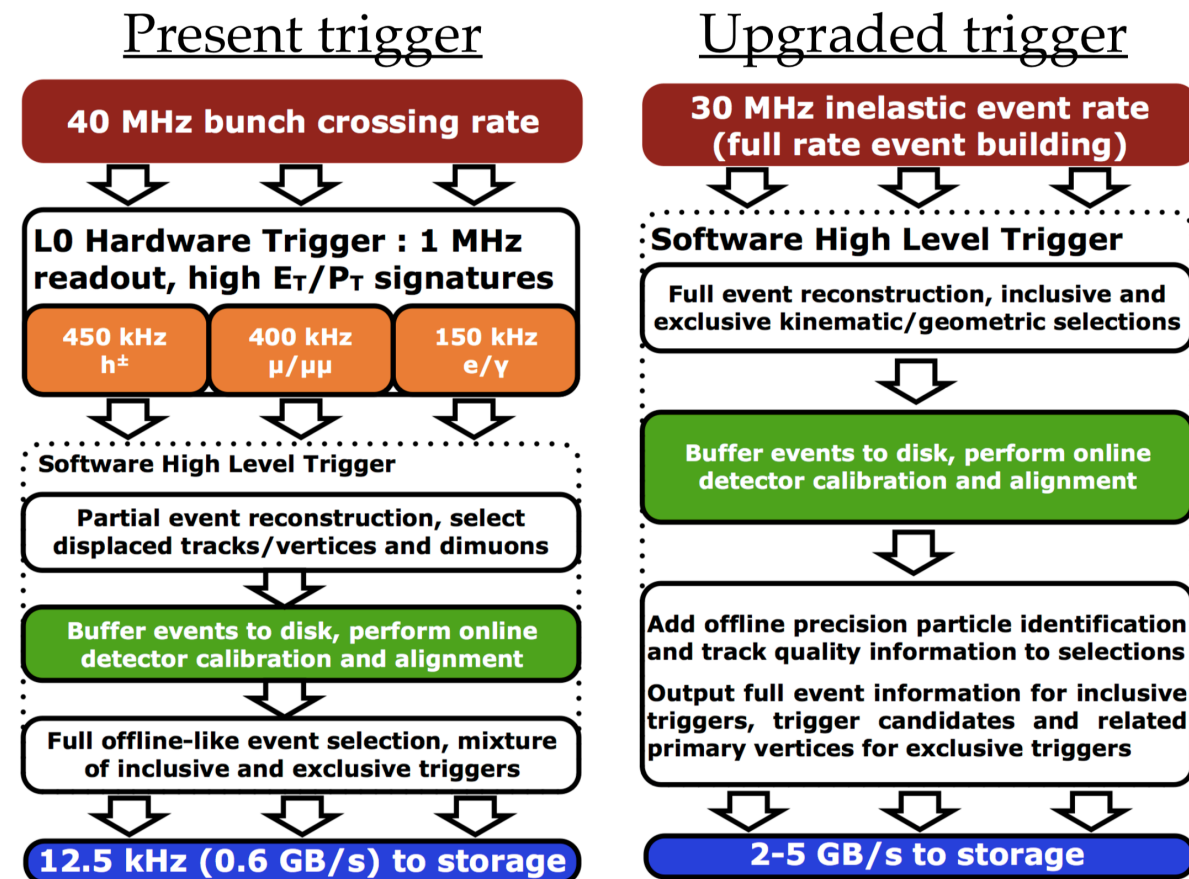 Present trigger
40 MHz bunch crossing rate
L0 Hardware Trigger : 1 MHz
readout, high ET/PT signatures
450 kHz
h±
400 kHz
μ/μμ
150 kHz
e/γ
Software High Level Trigger
Partial event reconstruction, select
displaced tracks/vertices and dimuons
Buffer events to disk, perform online
detector calibration and alignment
Full offline-like event selection, mixture
of inclusive and exclusive triggers
12.5 kHz (0.6 GB/s) to storage
Upgraded trigger
30 MHz inelastic event rate
(full rate event building)
Software High Level Trigger
Full event reconstruction, inclusive and
exclusive kinematic/geometric selections
Buffer events to disk, perform online
detector calibration and alignment
Add offline precision particle identification
and track quality information to selections
Output full event information for inclusive
triggers, trigger candidates and related
primary vertices for exclusive triggers
2-5 GB/s to storage